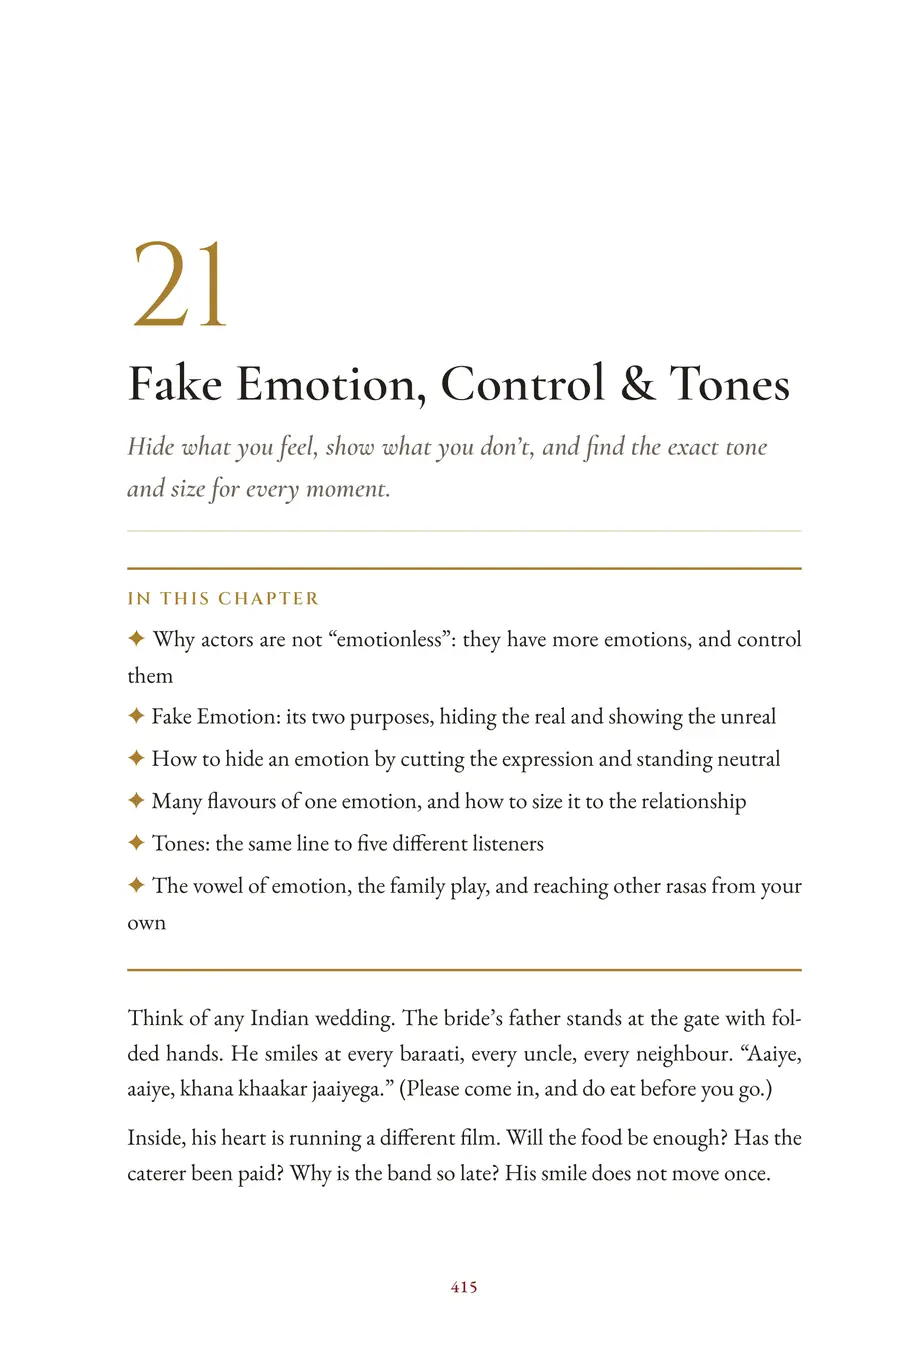 21
Fake Emotion, Control & Tones
Hide what you feel, show what you don’t, and find the exact tone
and size for every moment.
IN THIS CHAPTER
✦ Why actors are not “emotionless”: they have more emotions, and control
them
✦ Fake Emotion: its two purposes, hiding the real and showing the unreal
✦ How to hide an emotion by cutting the expression and standing neutral
✦ Many flavours of one emotion, and how to size it to the relationship
✦ Tones: the same line to five different listeners
✦ The vowel of emotion, the family play, and reaching other rasas from your
own
Think of any Indian wedding. The bride’s father stands at the gate with fol-
ded hands. He smiles at every baraati, every uncle, every neighbour. “Aaiye,
aaiye, khana khaakar jaaiyega.” (Please come in, and do eat before you go.)
Inside, his heart is running a different film. Will the food be enough? Has the
caterer been paid? Why is the band so late? His smile does not move once.
415